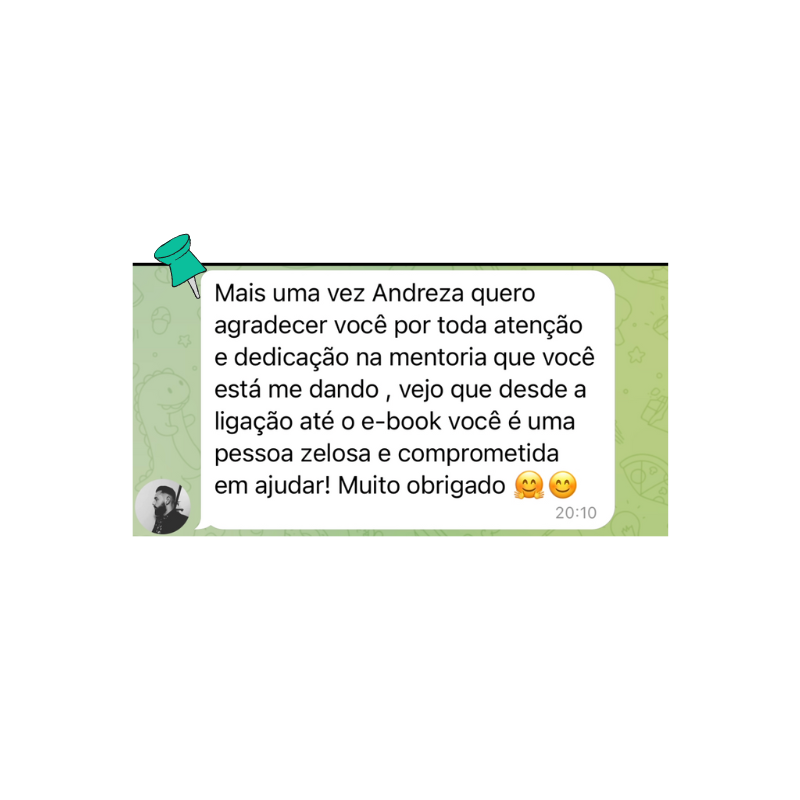 Mais uma vez Andreza quero
agradecer você por toda atenção
e dedicação na mentoria que você
está me dando , vejo que desde a
ligação até o e-book você é uma
pessoa zelosa e comprometida
em ajudar! Muito obrigado 🤗😊
20:10